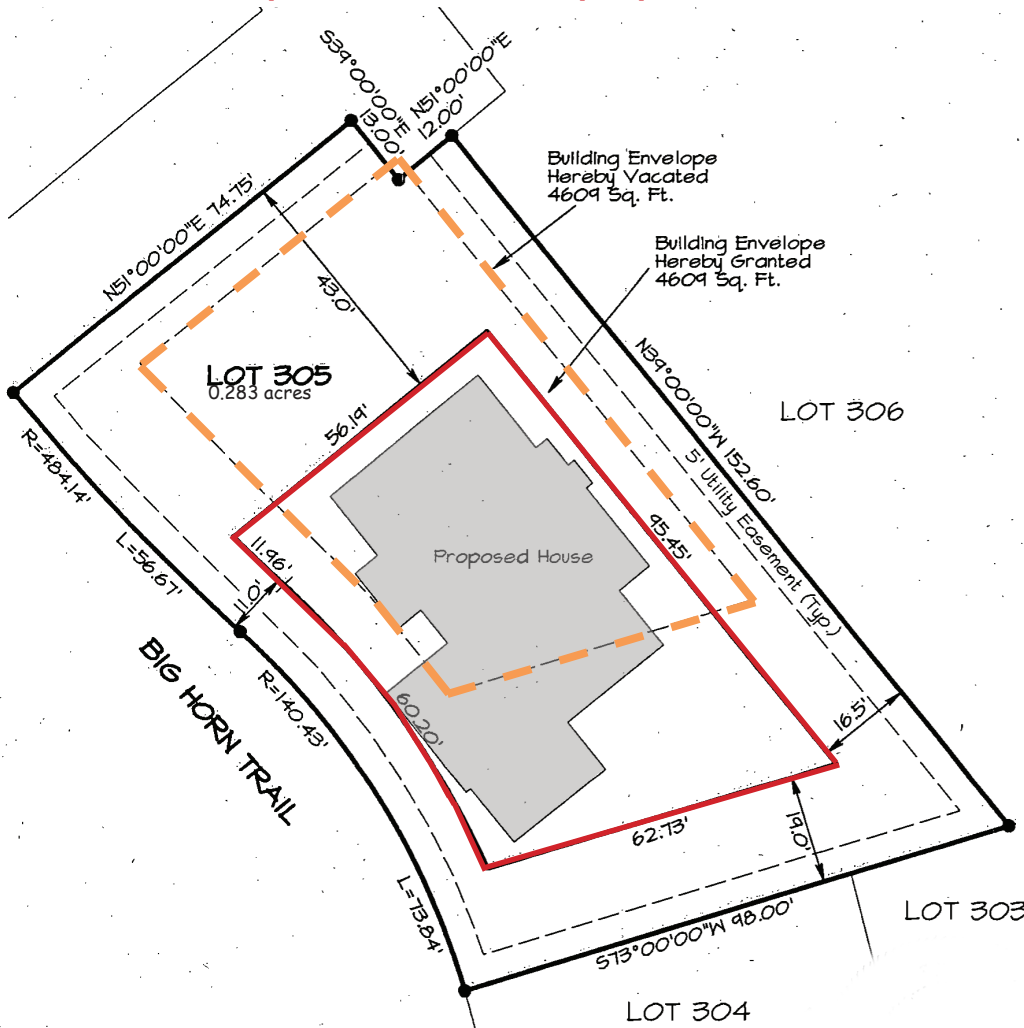 S39°00'00"E
13.00'
N51°00'00"E
12.00'
Building Envelope
Hereby Vacated
4609 Sq. Ft.
Building Envelope
Hereby Granted
4609 Sq. Ft.
N51°00'00"E 74.75'
43.0'
LOT 305
0.283 acres
56.19'
N39°00'00"W 152.60'
LOT 306
R=484.14'
L=56.67'
5' Utility Easement (Typ.)
95.45'
Proposed House
11.96'
11.0'
BIG HORN TRAIL
R=140.43'
60.20'
16.5'
62.73'
19.0'
L=73.84'
S73°00'00"W 98.00'
LOT 303
LOT 304